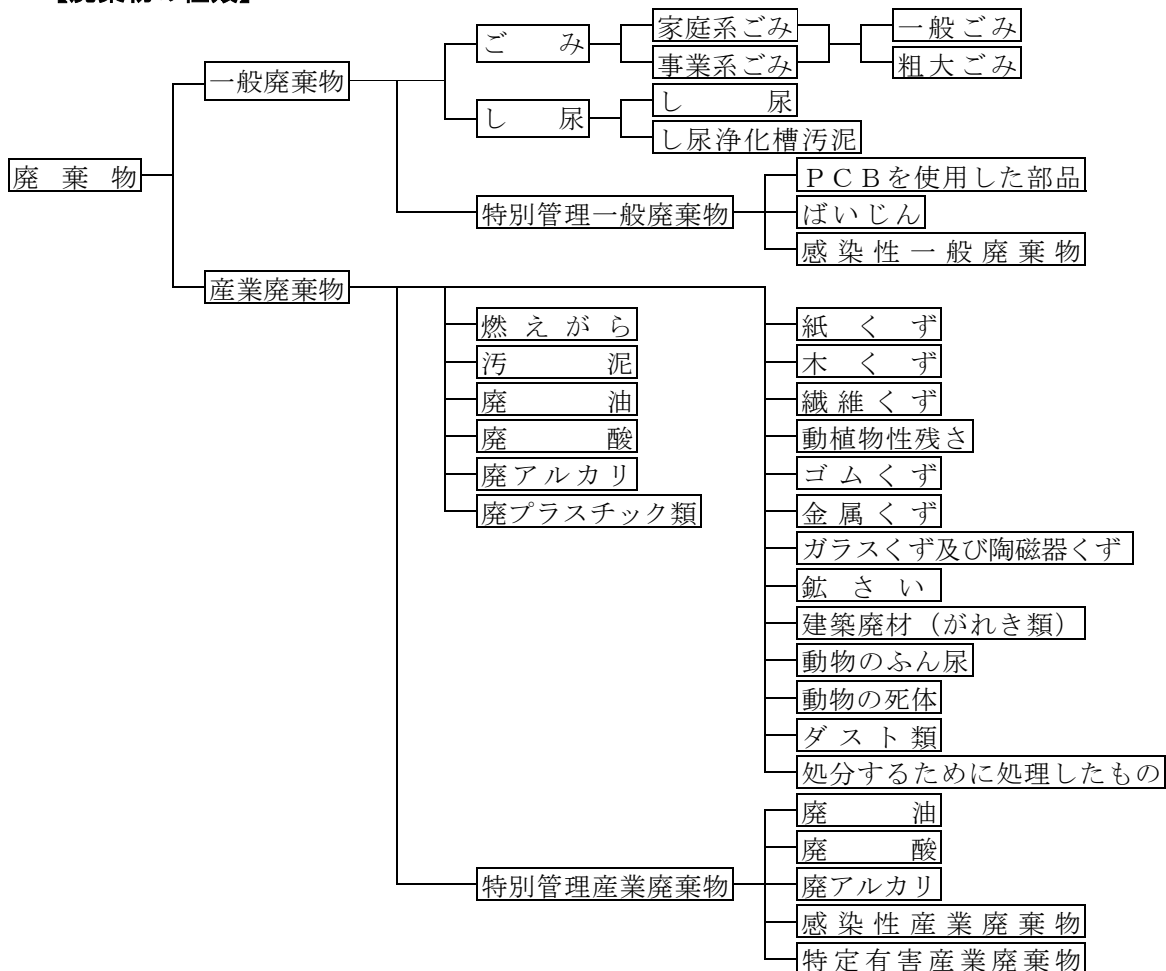 ごみ
家庭系ごみ
一般ごみ
事業系ごみ
粗大ごみ
一般廃棄物
し尿
し尿
し尿浄化槽汚泥
廃棄物
PCBを使用した部品
特別管理一般廃棄物
ばいじん
感染性一般廃棄物
産業廃棄物
燃えがら
紙くず
汚泥
木くず
廃油
繊維くず
廃酸
動植物性残さ
廃アルカリ
ゴムくず
廃プラスチック類
金属くず
ガラスくず及び陶磁器くず
鉱さい
建築廃材（がれき類）
動物のふん尿
動物の死体
ダスト類
処分するために処理したもの
廃油
廃酸
特別管理産業廃棄物
廃アルカリ
感染性産業廃棄物
特定有害産業廃棄物